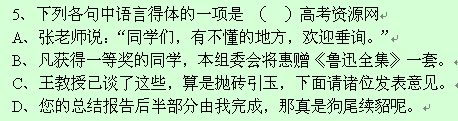 5、下列各句中语言得体的一项是 （ ）高考资源网
A、张老师说：“同学们，有不懂的地方，欢迎垂询。”
B、凡获得一等奖的同学，本组委会将惠赠《鲁迅全集》一套。
C、王教授已谈了这些，算是抛砖引玉，下面请诸位发表意见。
D、您的总结报告后半部分由我完成，那真是狗尾续貂呢。